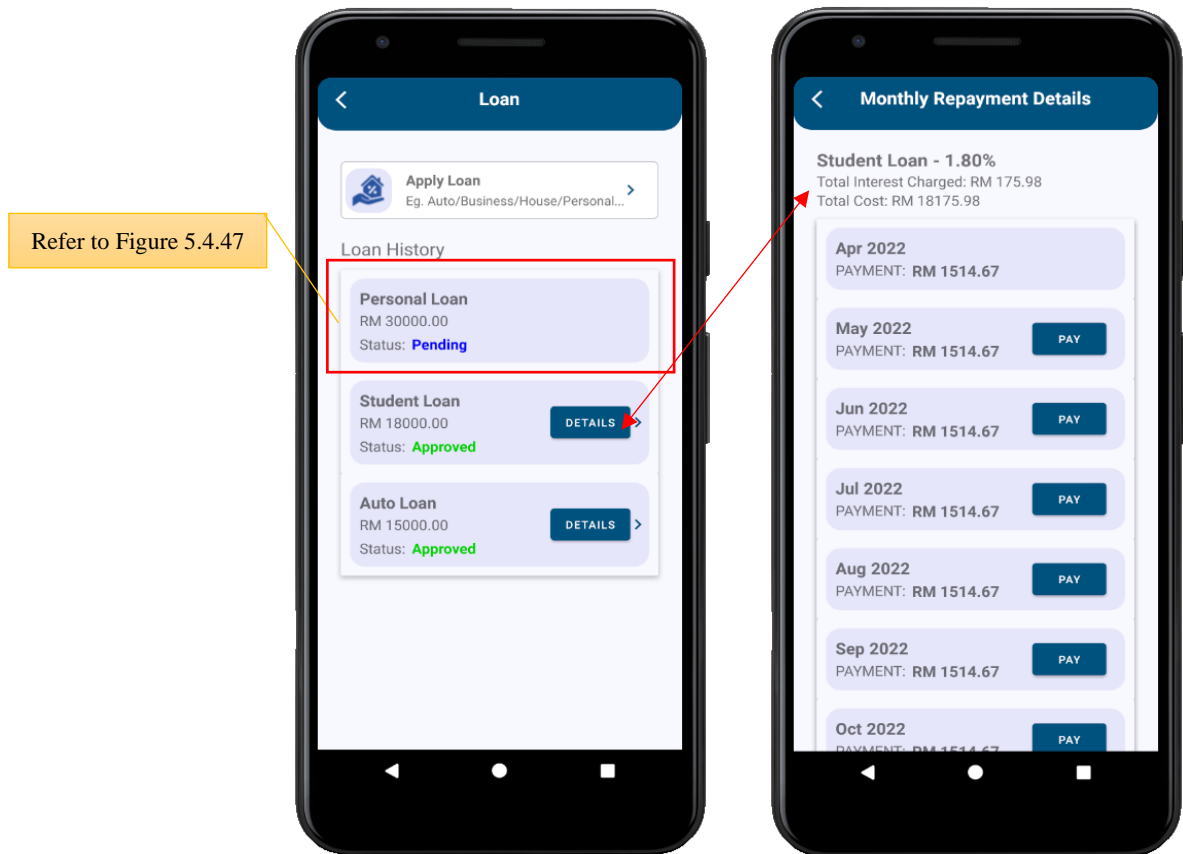 Refer to Figure 5.4.47
Loan
Apply Loan
Eg. Auto/Business/House/Personal...
Loan History
Personal Loan
RM 30000.00
Status: Pending
Student Loan
RM 18000.00
Status: Approved
DETAILS
Auto Loan
RM 15000.00
Status: Approved
DETAILS
Monthly Repayment Details
Student Loan - 1.80%
Total Interest Charged: RM 175.98
Total Cost: RM 18175.98
Apr 2022
PAYMENT: RM 1514.67
May 2022
PAYMENT: RM 1514.67
PAY
Jun 2022
PAYMENT: RM 1514.67
PAY
Jul 2022
PAYMENT: RM 1514.67
PAY
Aug 2022
PAYMENT: RM 1514.67
PAY
Sep 2022
PAYMENT: RM 1514.67
PAY
Oct 2022
PAYMENT: RM 1514.67
PAY